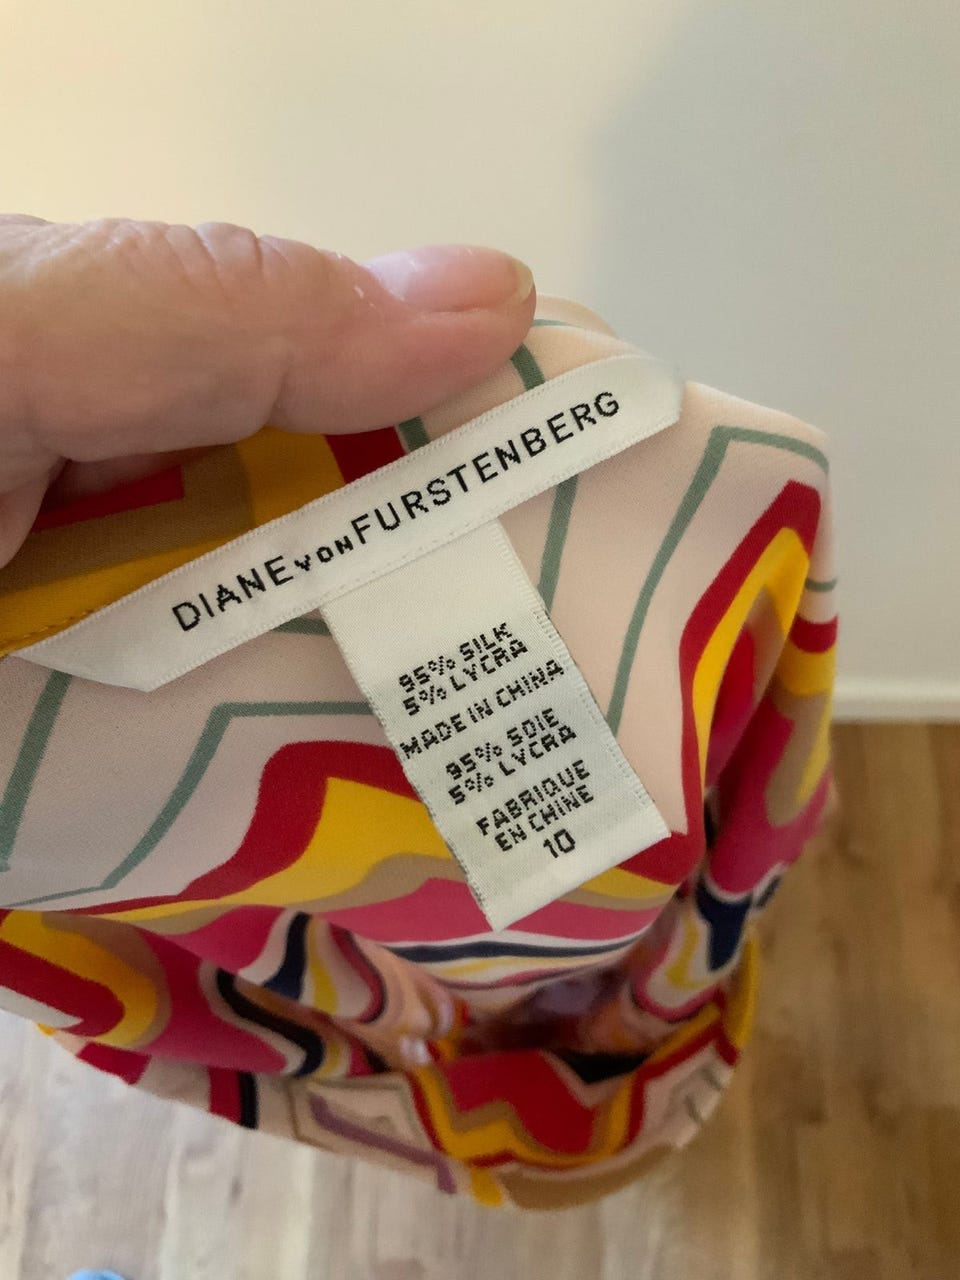 DIANE VON FURSTENBERG
95% SILK
5% LYCRA
MADE IN CHINA
95% SOIE
5% LYCRA
FABRIQUE
EN CHINE
10